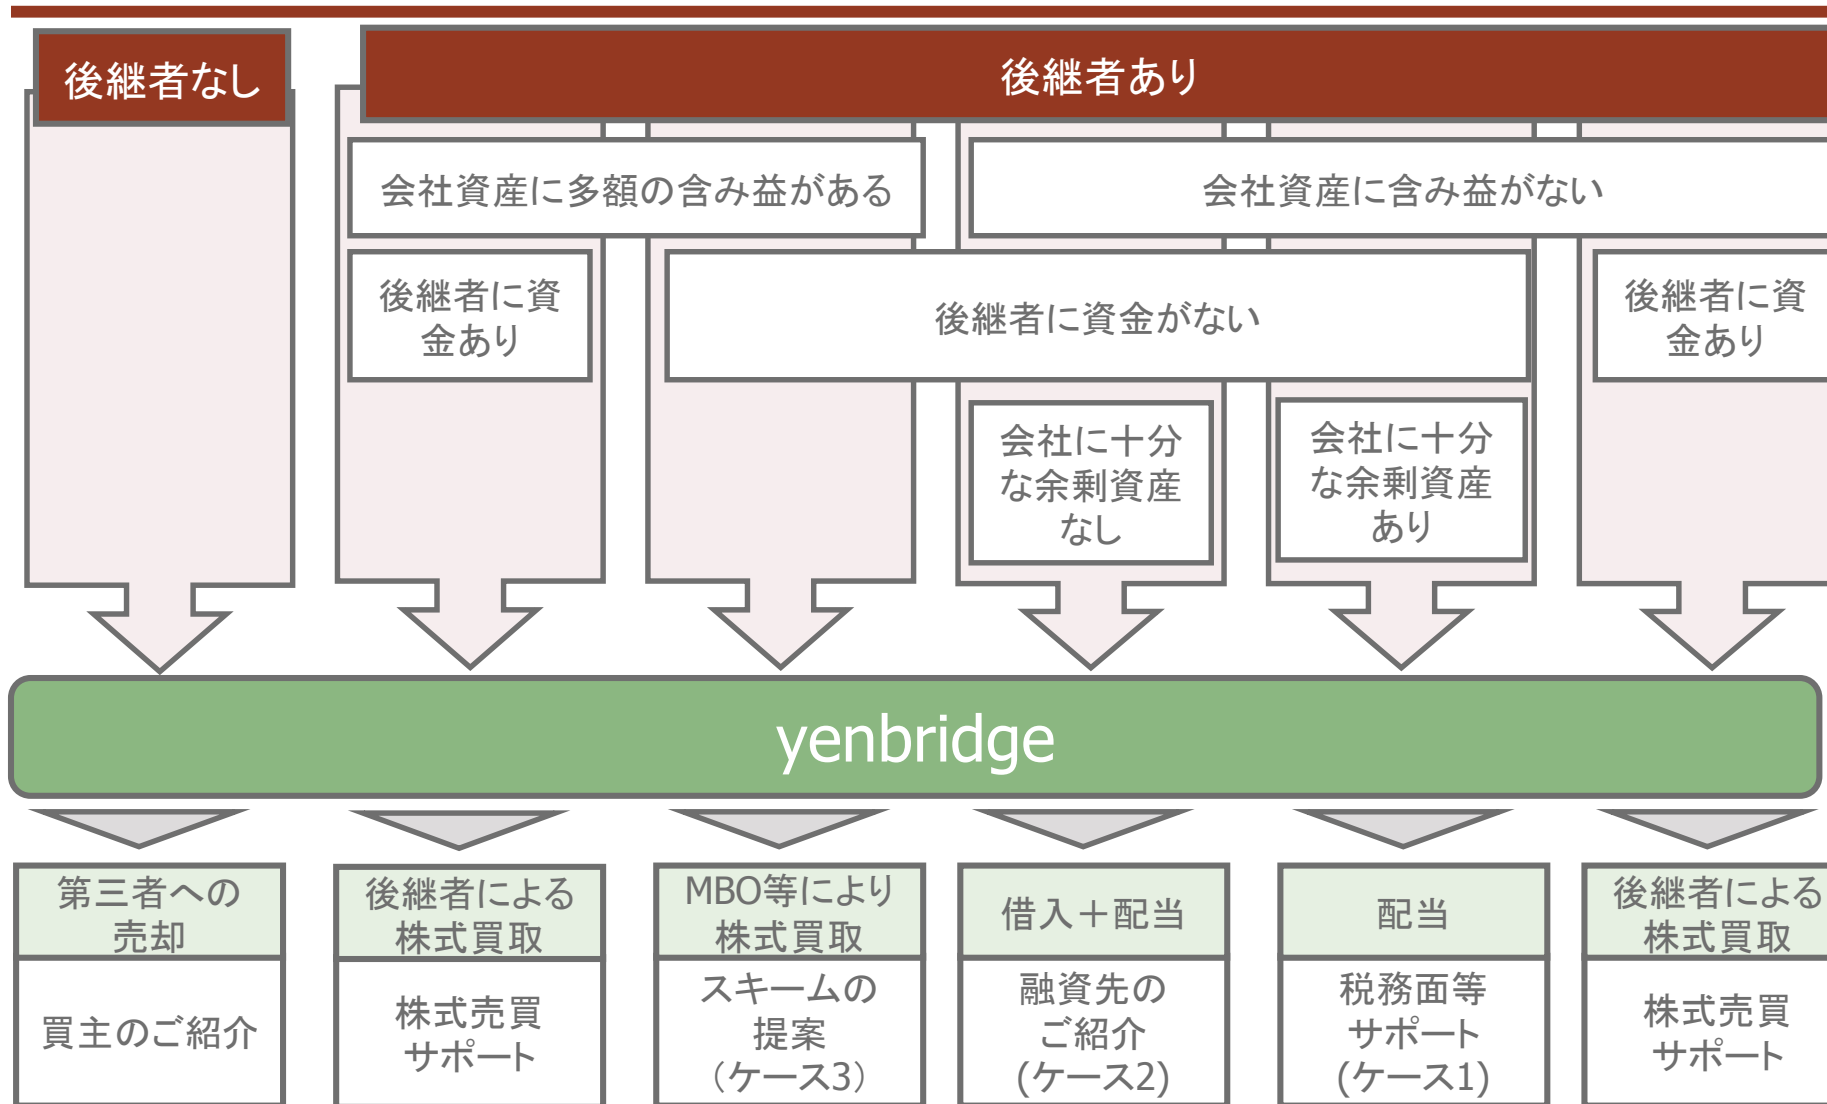 後継者なし
後継者あり
会社資産に多額の含み益がある
会社資産に含み益がない
後継者に資
金あり
後継者に資金がない
後継者に資
金あり
会社に十分
な余剰資産
なし
会社に十分
な余剰資産
あり
yenbridge
第三者への
売却
後継者による
株式買取
MBO等により
株式買取
借入＋配当
配当
後継者による
株式買取
買主のご紹介
株式売買
サポート
スキームの
提案
（ケース3）
融資先の
ご紹介
(ケース2)
税務面等
サポート
(ケース1)
株式売買
サポート